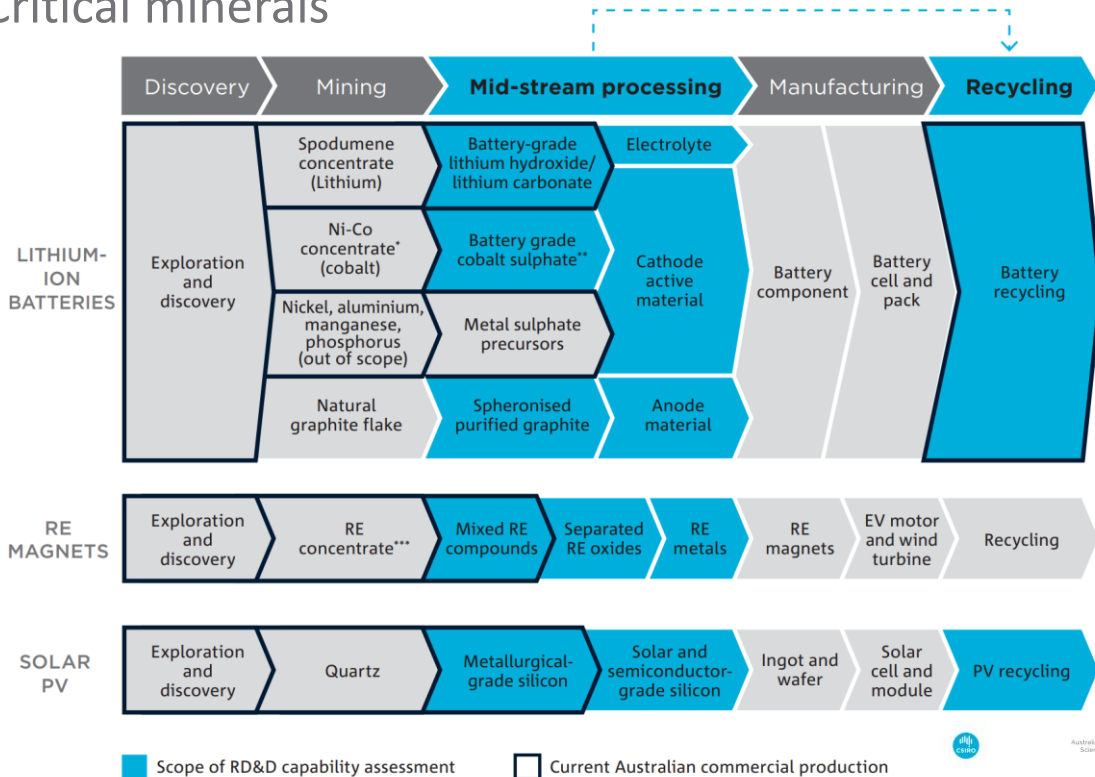 Critical minerals
Discovery
Mining
Mid-stream processing
Manufacturing
Recycling
LITHIUM-
ION
BATTERIES
Exploration
and
discovery
Spodumene
concentrate
(Lithium)
Battery-grade
lithium hydroxide/
lithium carbonate
Electrolyte
Ni-Co
concentrate*
(cobalt)
Battery grade
cobalt sulphate**
Cathode
active
material
Nickel, aluminium,
manganese,
phosphorus
(out of scope)
Metal sulphate
precursors
Natural
graphite flake
Spheronised
purified graphite
Anode
material
Battery
component
Battery
cell and
pack
Battery
recycling
RE
MAGNETS
Exploration
and
discovery
RE
concentrate***
Mixed RE
compounds
Separated
RE oxides
RE
metals
RE
magnets
EV motor
and wind
turbine
Recycling
SOLAR
PV
Exploration
and
discovery
Quartz
Metallurgical-
grade silicon
Solar and
semiconductor-
grade silicon
Ingot and
wafer
Solar
cell and
module
PV recycling
CSIRO
Scope of RD&D capability assessment
Current Australian commercial production